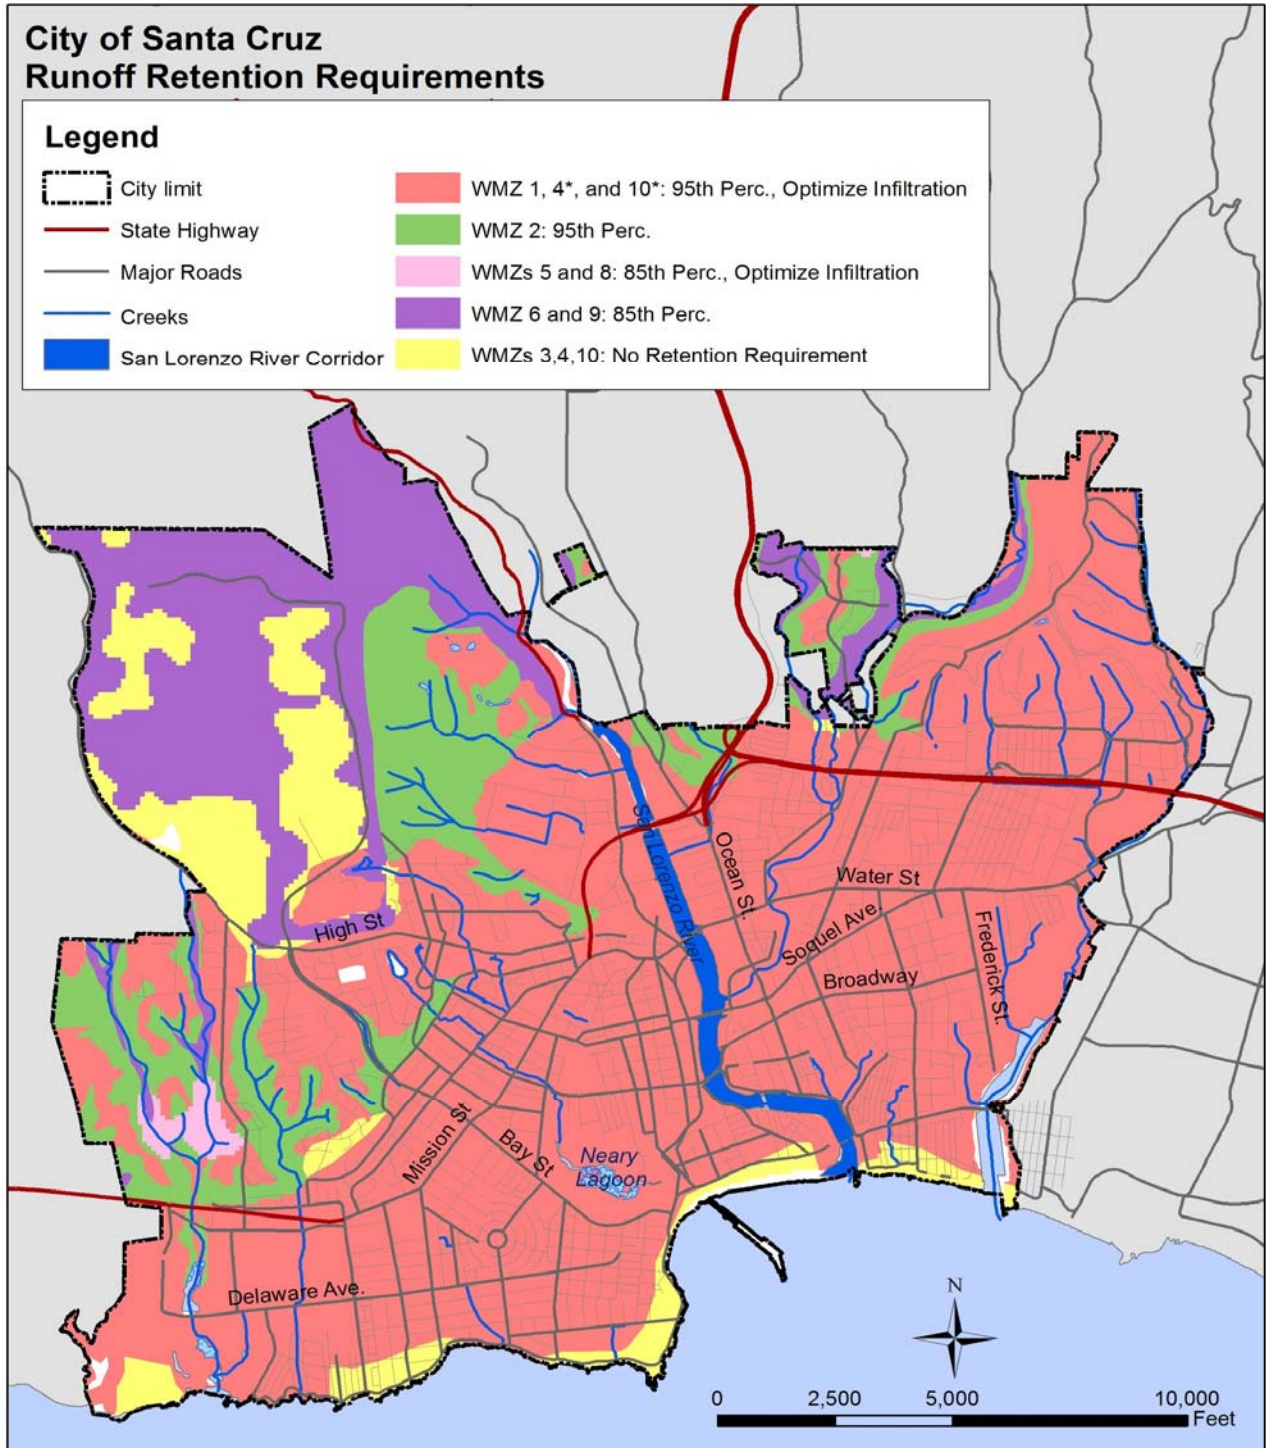 City of Santa Cruz
Runoff Retention Requirements
Legend
City limit
State Highway
Major Roads
Creeks
San Lorenzo River Corridor
WMZ 1, 4*, and 10*: 95th Perc., Optimize Infiltration
WMZ 2: 95th Perc.
WMZs 5 and 8: 85th Perc., Optimize Infiltration
WMZ 6 and 9: 85th Perc.
WMZs 3,4,10: No Retention Requirement
San Lorenzo River
Ocean St.
Water St
Soquel Ave.
Frederick St.
High St
Broadway
Mission St
Bay St
Neary
Lagoon
Delaware Ave.
N
0 2,500 5,000 10,000
Feet